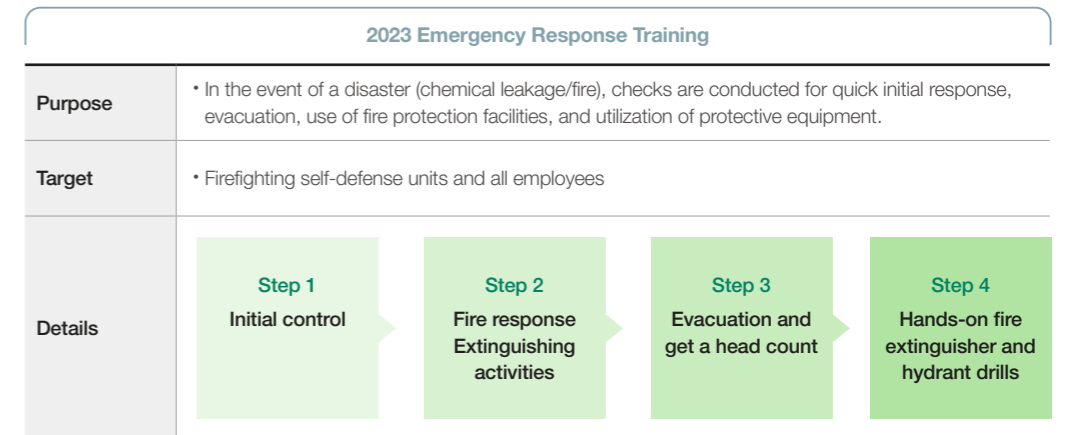 2023 Emergency Response Training
Purpose
• In the event of a disaster (chemical leakage/fire), checks are conducted for quick initial response,
evacuation, use of fire protection facilities, and utilization of protective equipment.
Target
• Firefighting self-defense units and all employees
Details
Step 1
Initial control
Step 2
Fire response
Extinguishing
activities
Step 3
Evacuation and
get a head count
Step 4
Hands-on fire
extinguisher and
hydrant drills